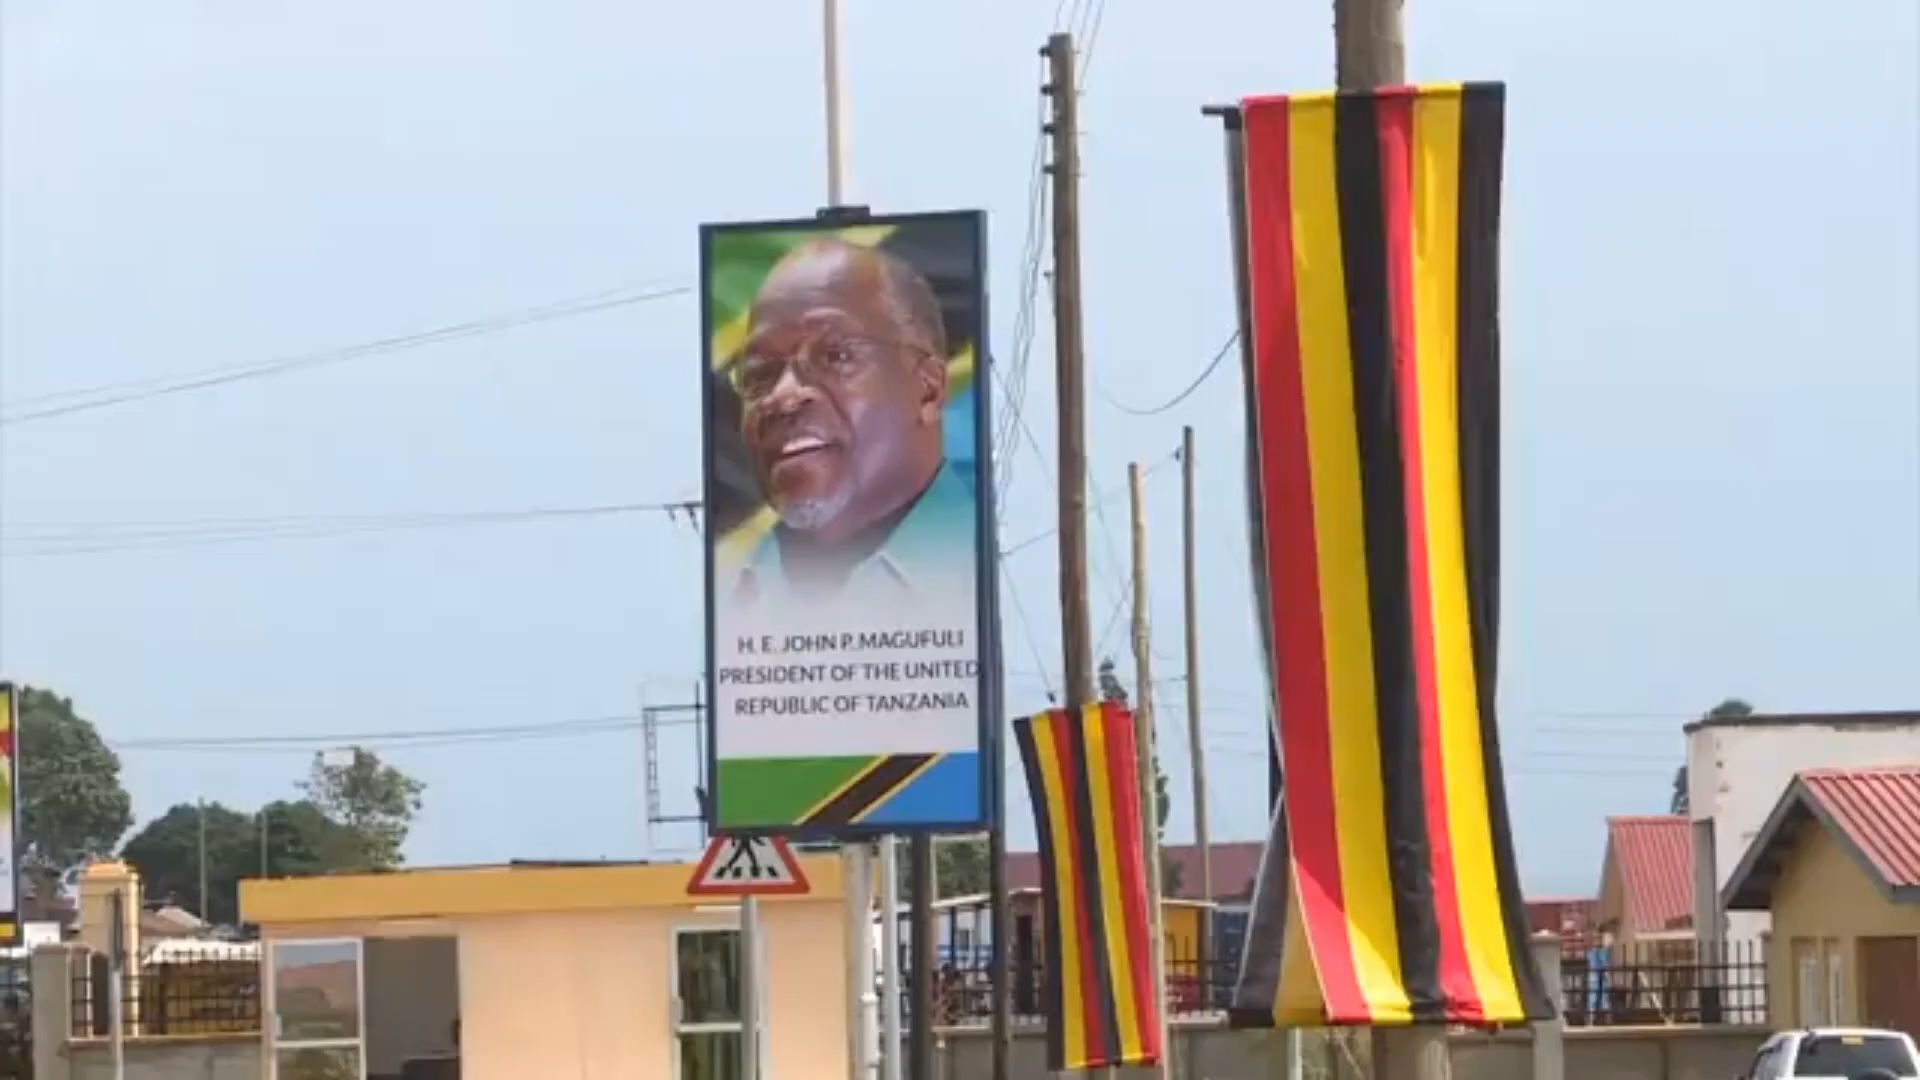 H. E. JOHN P. MAGUFULI
PRESIDENT OF THE UNITED
REPUBLIC OF TANZANIA